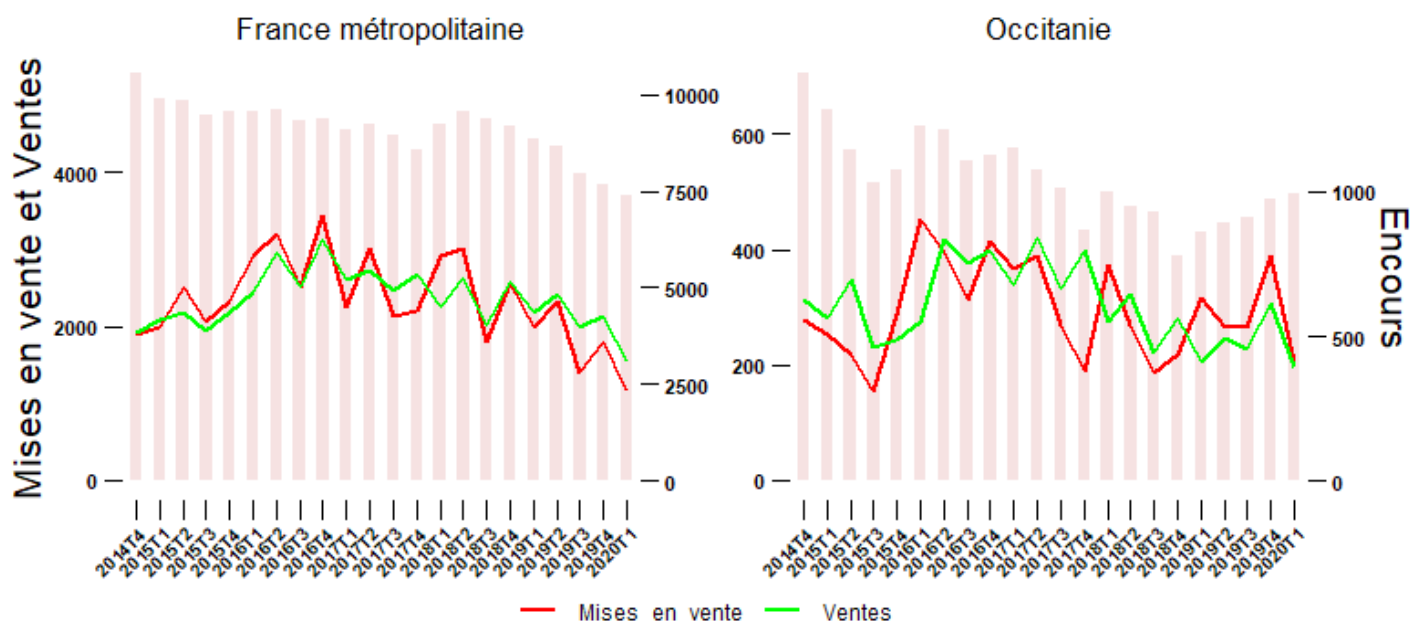 France métropolitaine
Occitanie
Mises en vente et Ventes
4000
2000
0
10000
7500
5000
2500
0
2014T4
2015T1
2015T2
2015T3
2015T4
2016T1
2016T2
2016T3
2016T4
2017T1
2017T2
2017T3
2017T4
2018T1
2018T2
2018T3
2018T4
2019T1
2019T2
2019T3
2019T4
2020T1
600
400
200
0
1000
500
0
Encours
2014T4
2015T1
2015T2
2015T3
2015T4
2016T1
2016T2
2016T3
2016T4
2017T1
2017T2
2017T3
2017T4
2018T1
2018T2
2018T3
2018T4
2019T1
2019T2
2019T3
2019T4
2020T1
Mises en vente
Ventes